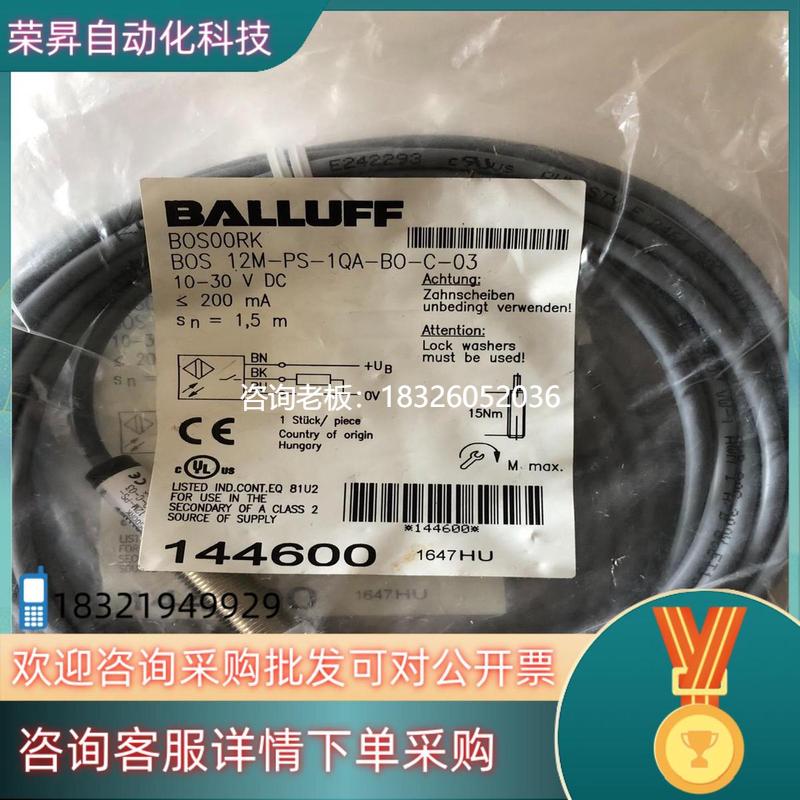 荣昇自动化科技
E242293 c RU us
BALLUFF
BOS00RK
BOS 12M-PS-1QA-BO-C-03
10-30 V DC
≤ 200 mA
sn = 1,5 m
Achtung:
Zahnscheiben
unbedingt verwenden!
Attention:
Lock washers
must be used!
BN
BK
+UB
0V
咨询老板：18326052036
15Nm
M max.
CE
1 Stück/ piece
Country of origin
Hungary
c UL us
LISTED IND.CONT.EQ 81U2
FOR USE IN THE
SECONDARY OF A CLASS 2
SOURCE OF SUPPLY
*144600*
144600
1647HU
1647HU
18321949929
欢迎咨询采购批发可对公开票
咨询客服详情下单采购